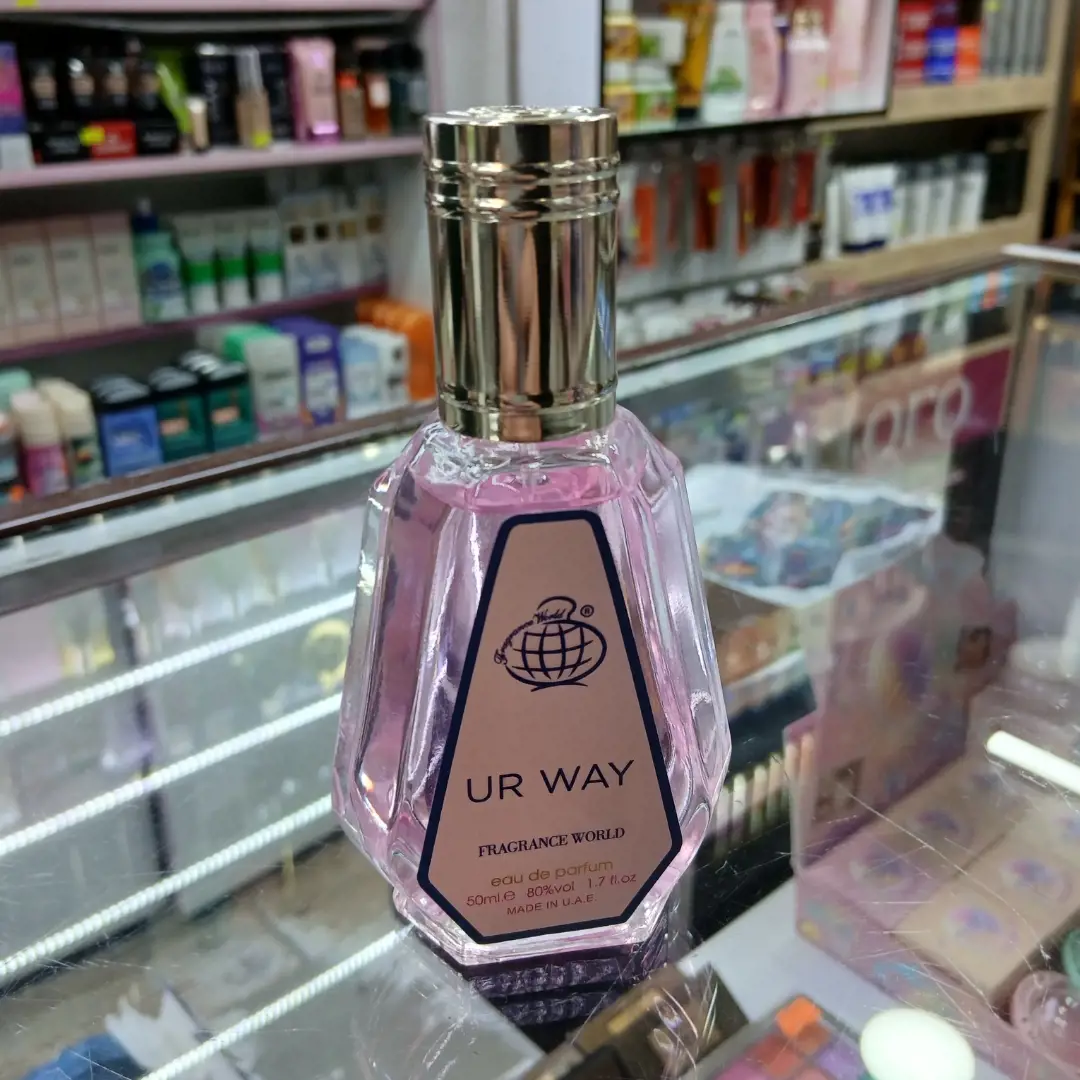 Fragrance World ®
UR WAY
FRAGRANCE WORLD
eau de parfum
50ml.e 80%vol 1.7 fl.oz
MADE IN U.A.E.